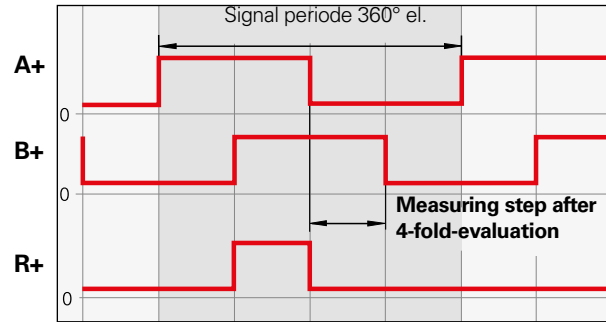 Signal periode 360° el.
A+
0
B+
0
Measuring step after
4-fold-evaluation
R+
0